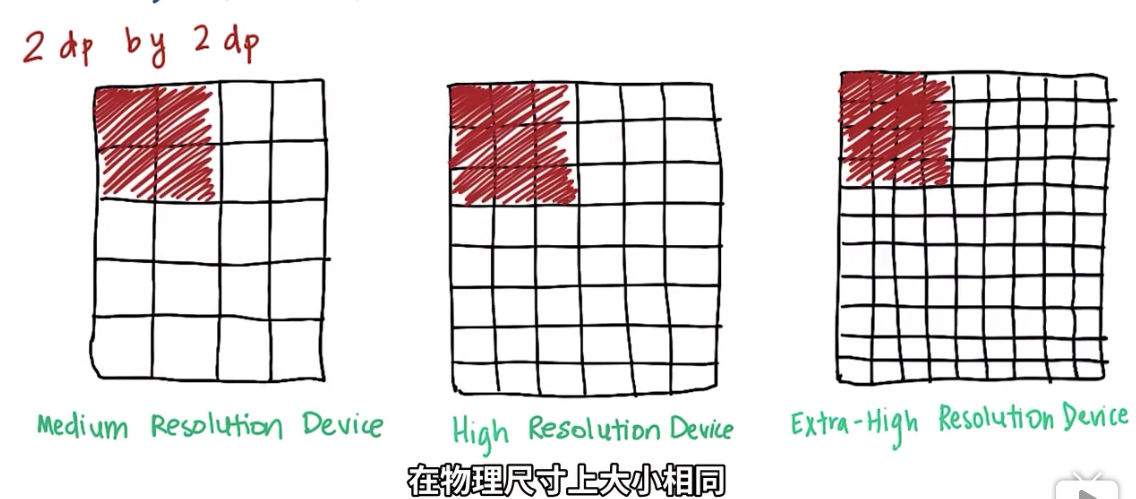 2 dp by 2 dp
Medium Resolution Device
High Resolution Device
Extra-High Resolution Device
在物理尺寸上大小相同